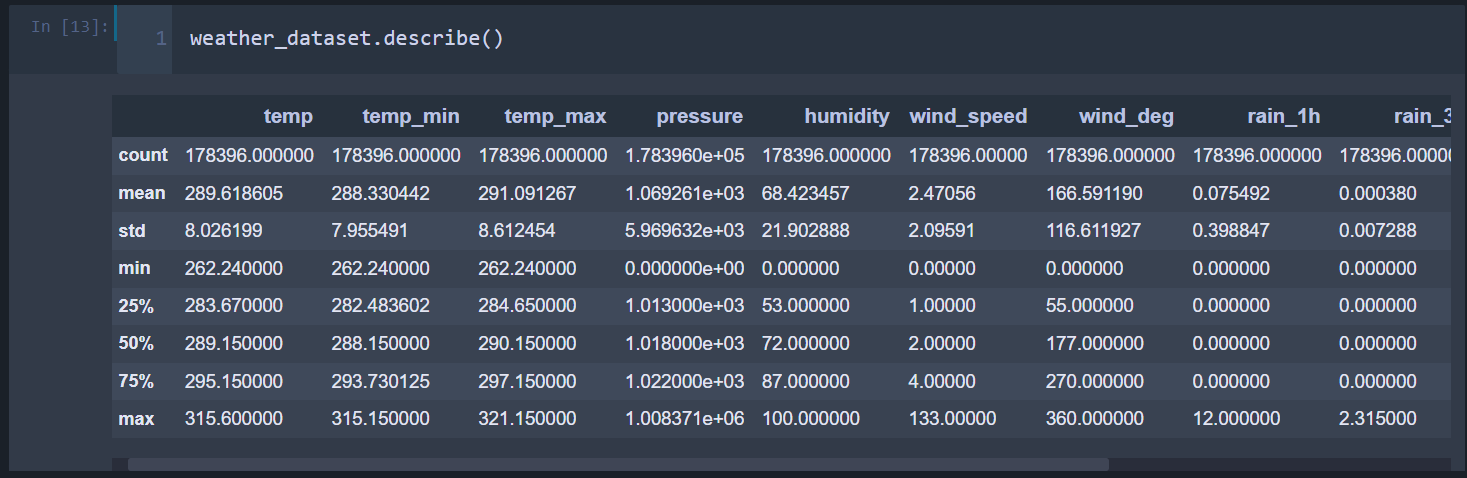 In [13]:
1 weather_dataset.describe()
temp temp_min temp_max pressure humidity wind_speed wind_deg rain_1h rain_3
count 178396.000000 178396.000000 178396.000000 1.783960e+05 178396.000000 178396.00000 178396.000000 178396.000000 178396.00000
mean 289.618605 288.330442 291.091267 1.069261e+03 68.423457 2.47056 166.591190 0.075492 0.000380
std 8.026199 7.955491 8.612454 5.969632e+03 21.902888 2.09591 116.611927 0.398847 0.007288
min 262.240000 262.240000 262.240000 0.000000e+00 0.000000 0.00000 0.000000 0.000000 0.000000
25% 283.670000 282.483602 284.650000 1.013000e+03 53.000000 1.00000 55.000000 0.000000 0.000000
50% 289.150000 288.150000 290.150000 1.018000e+03 72.000000 2.00000 177.000000 0.000000 0.000000
75% 295.150000 293.730125 297.150000 1.022000e+03 87.000000 4.00000 270.000000 0.000000 0.000000
max 315.600000 315.150000 321.150000 1.008371e+06 100.000000 133.00000 360.000000 12.000000 2.315000